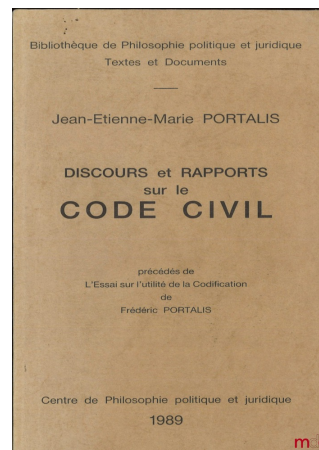 Bibliothèque de Philosophie politique et juridique
Textes et Documents
Jean-Etienne-Marie PORTALIS
DISCOURS et RAPPORTS
sur le
CODE CIVIL
précédés de
L'Essai sur l'utilité de la Codification
de
Frédéric PORTALIS
Centre de Philosophie politique et juridique
1989